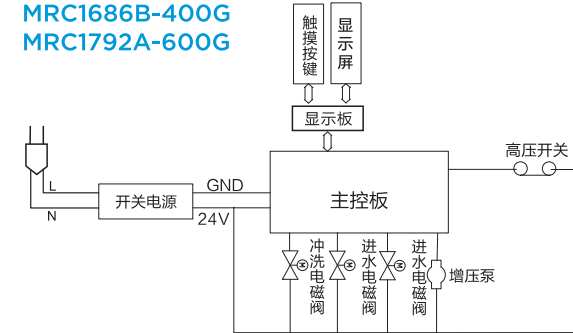 MRC1686B-400G
MRC1792A-600G
触摸按键
显示屏
显示板
高压开关
L
N
开关电源
GND
24V
主控板
M
冲洗电磁阀
M
进水电磁阀
M
进水电磁阀
增压泵